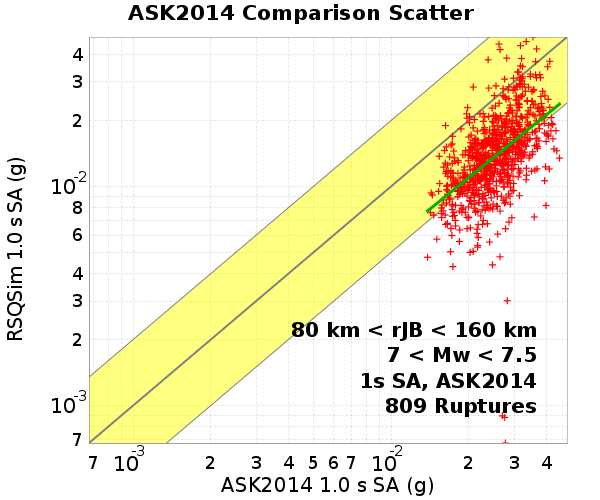 ASK2014 Comparison Scatter
RSQSim 1.0 s SA (g)
4
3
2
10⁻²
8
6
4
3
2
10⁻³
7
80 km < rJB < 160 km
7 < Mw < 7.5
1s SA, ASK2014
809 Ruptures
7 10⁻³ 2 3 4 5 6 7 10⁻² 2 3 4
ASK2014 1.0 s SA (g)